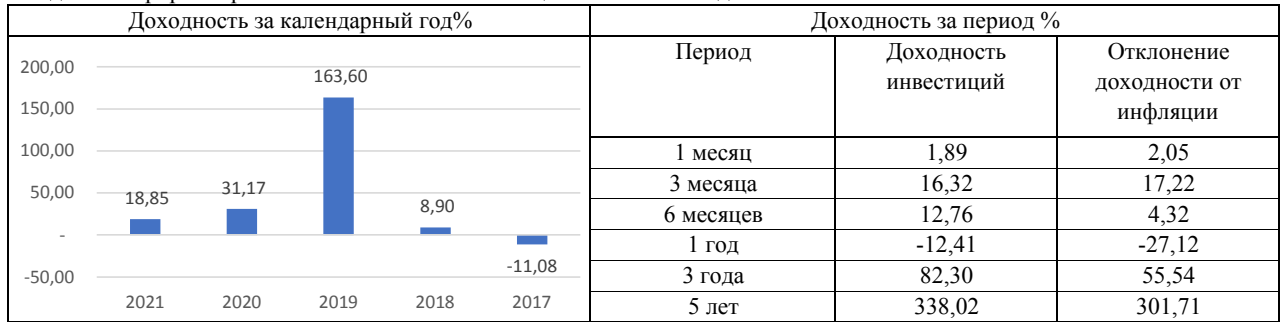 Доходность за календарный год%
200,00
150,00
100,00
50,00
-
-50,00
18,85
31,17
163,60
8,90
-11,08
2021 2020 2019 2018 2017
Доходность за период %
Период Доходность инвестиций Отклонение доходности от инфляции
1 месяц 1,89 2,05
3 месяца 16,32 17,22
6 месяцев 12,76 4,32
1 год -12,41 -27,12
3 года 82,30 55,54
5 лет 338,02 301,71